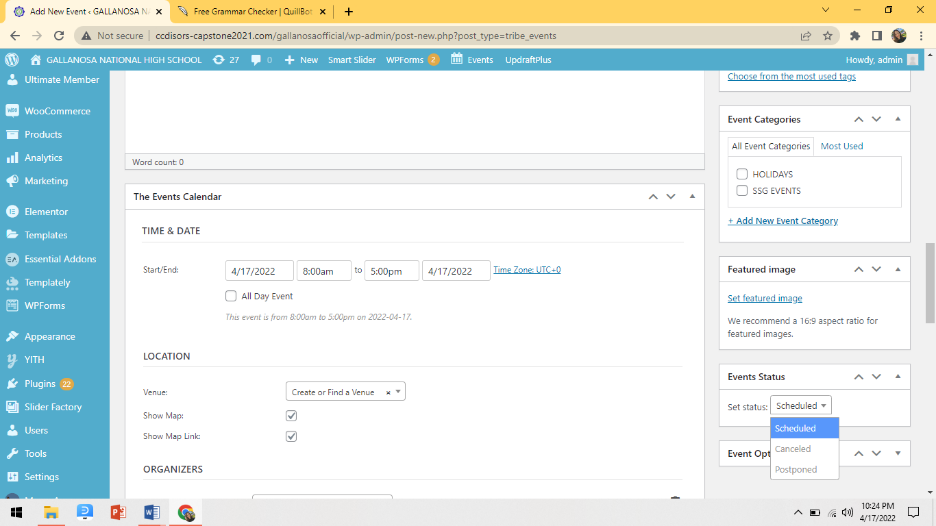 Add New Event ‹ GALLANOSA NA
Free Grammar Checker | QuillBot
Not secure | ccdisors-capstone2021.com/gallanosaofficial/wp-admin/post-new.php?post_type=tribe_events
GALLANOSA NATIONAL HIGH SCHOOL 27 0 + New Smart Slider WPForms 2 Events UpdraftPlus Howdy, admin
Ultimate Member
WooCommerce
Products
Analytics
Marketing
Elementor
Templates
Essential Addons
Templately
WPForms
Appearance
YITH
Plugins 22
Slider Factory
Users
Tools
Settings
Word count: 0
The Events Calendar
TIME & DATE
Start/End: 4/17/2022 8:00am to 5:00pm 4/17/2022 Time Zone: UTC+0
All Day Event
This event is from 8:00am to 5:00pm on 2022-04-17.
LOCATION
Venue: Create or Find a Venue × 
Show Map:
Show Map Link:
ORGANIZERS
Choose from the most used tags
Event Categories
All Event Categories Most Used
HOLIDAYS
SSG EVENTS
+ Add New Event Category
Featured image
Set featured image
We recommend a 16:9 aspect ratio for
featured images.
Events Status
Set status: Scheduled
Scheduled
Canceled
Postponed
Event Opt
10:24 PM
4/17/2022